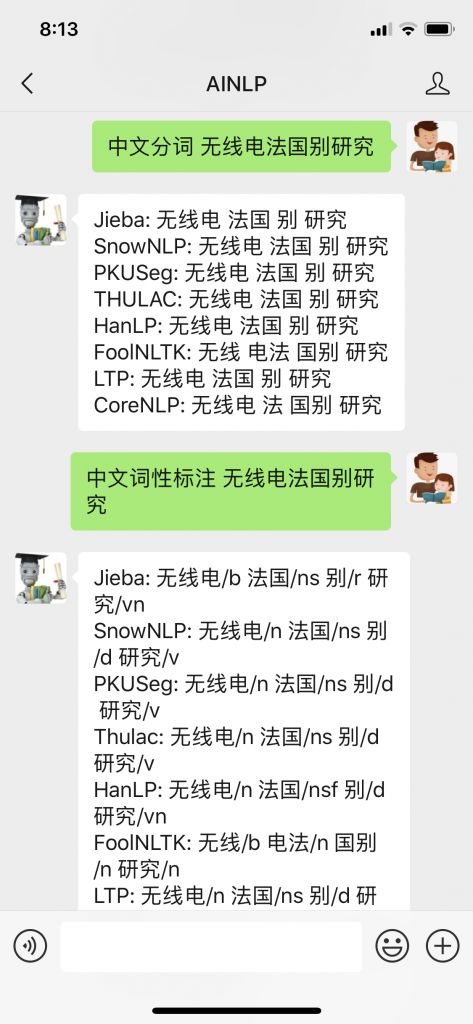 8:13
AINLP
中文分词 无线电法国别研究
Jieba: 无线电 法国 别 研究
SnowNLP: 无线电 法国 别 研究
PKUSeg: 无线电 法国 别 研究
THULAC: 无线电 法国 别 研究
HanLP: 无线电 法国 别 研究
FoolNLTK: 无线 电法 国别 研究
LTP: 无线电 法国 别 研究
CoreNLP: 无线电 法 国别 研究
中文词性标注 无线电法国别研
究
Jieba: 无线电/b 法国/ns 别/r 研
究/vn
SnowNLP: 无线电/n 法国/ns 别
/d 研究/v
PKUSeg: 无线电/n 法国/ns 别/d
研究/v
Thulac: 无线电/n 法国/ns 别/d
研究/v
HanLP: 无线电/n 法国/nsf 别/d
研究/vn
FoolNLTK: 无线/b 电法/n 国别
/n 研究/n
LTP: 无线电/n 法国/ns 别/d 研